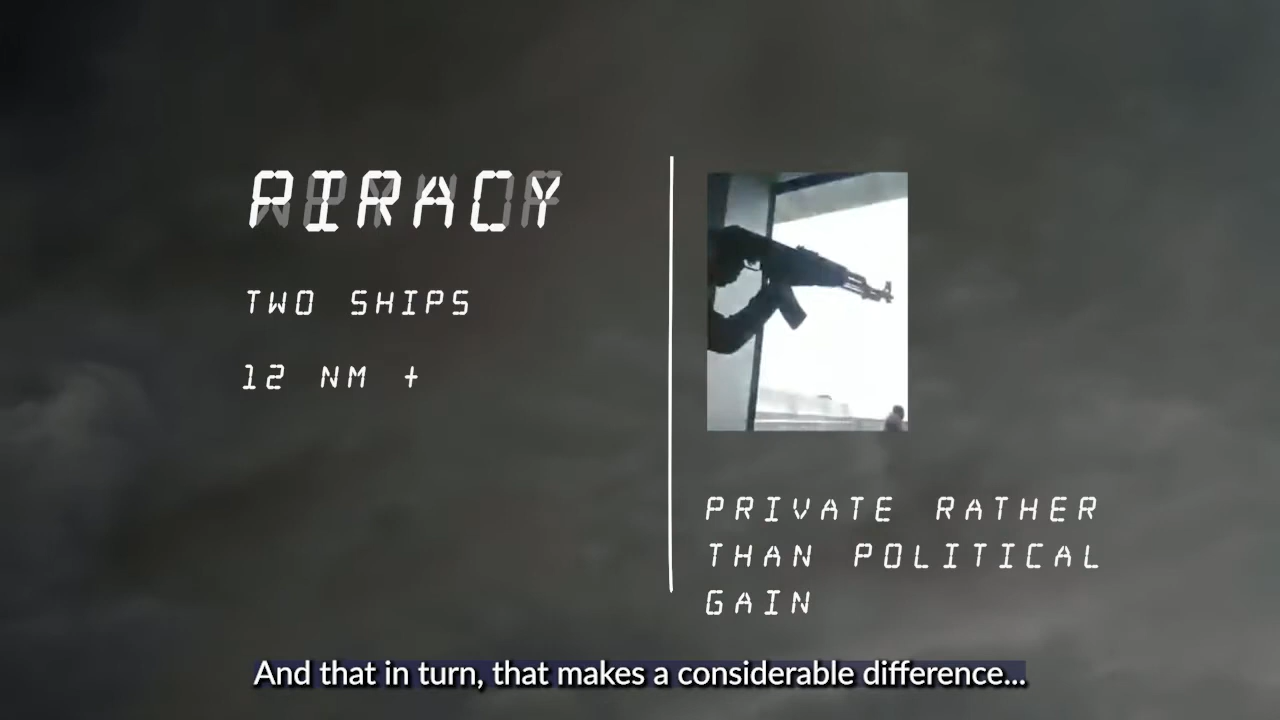 PIRACY
TWO SHIPS
12 NM +
PRIVATE RATHER
THAN POLITICAL
GAIN
And that in turn, that makes a considerable difference...